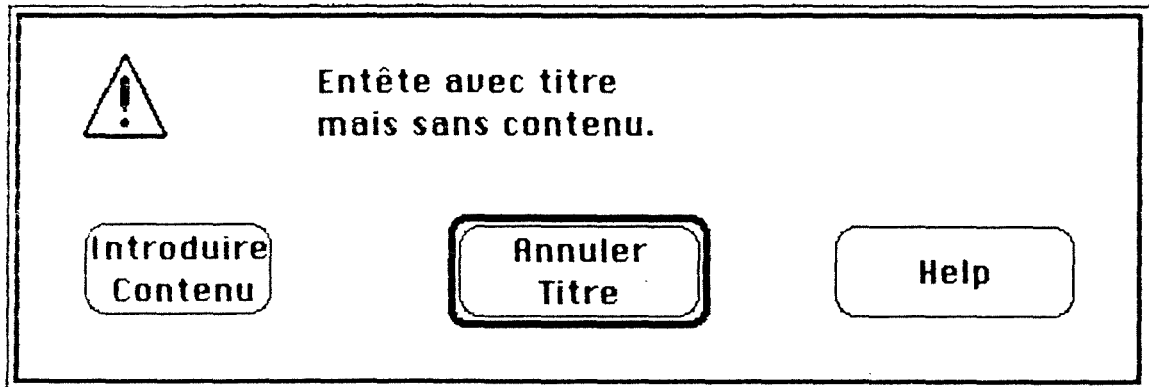 Entête avec titre
mais sans contenu.
Introduire
Contenu
Annuler
Titre
Help